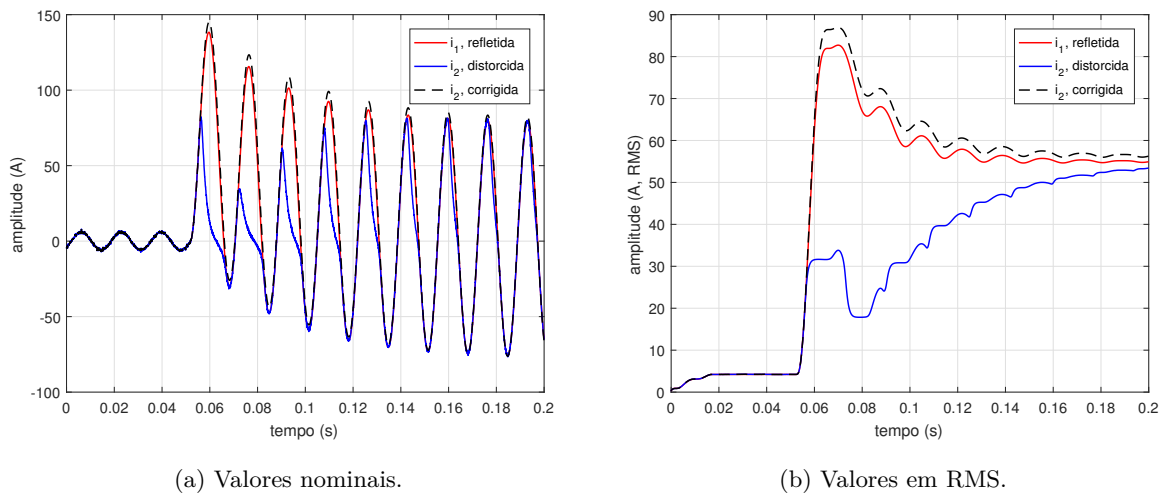 150
100
50
0
-50
-100
amplitude (A)
0 0.02 0.04 0.06 0.08 0.1 0.12 0.14 0.16 0.18 0.2
tempo (s)
i1, refletida
i2, distorcida
i2, corrigida
(a) Valores nominais.
90
80
70
60
50
40
30
20
10
0
amplitude (A, RMS)
0 0.02 0.04 0.06 0.08 0.1 0.12 0.14 0.16 0.18 0.2
tempo (s)
i1, refletida
i2, distorcida
i2, corrigida
(b) Valores em RMS.